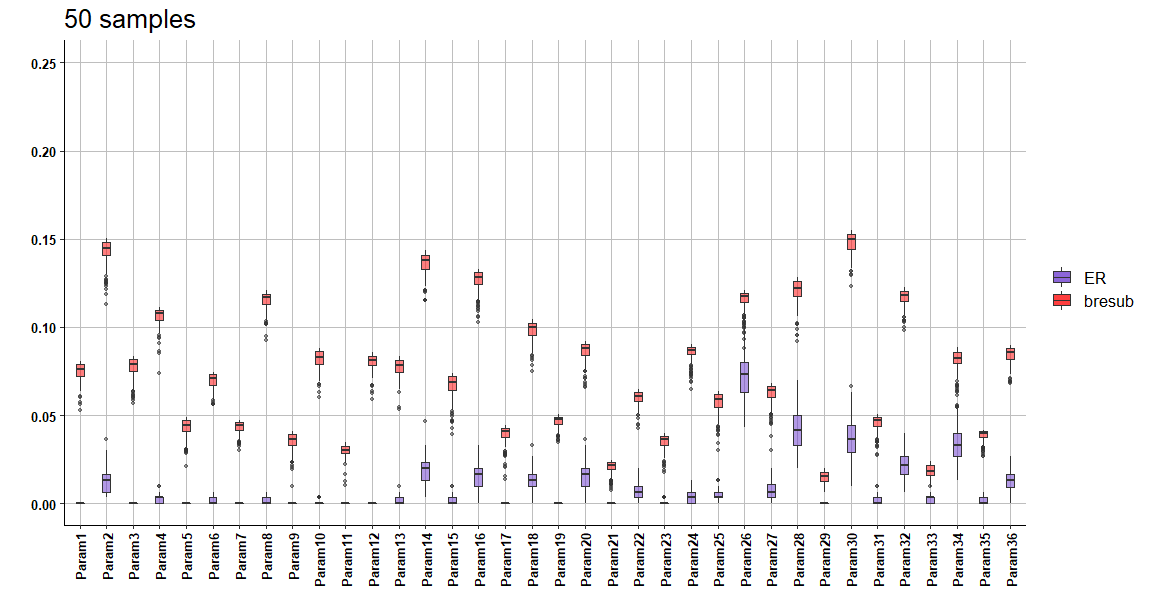 50 samples
0.25
0.20
0.15
0.10
0.05
0.00
Param1
Param2
Param3
Param4
Param5
Param6
Param7
Param8
Param9
Param10
Param11
Param12
Param13
Param14
Param15
Param16
Param17
Param18
Param19
Param20
Param21
Param22
Param23
Param24
Param25
Param26
Param27
Param28
Param29
Param30
Param31
Param32
Param33
Param34
Param35
Param36
ER
bresub